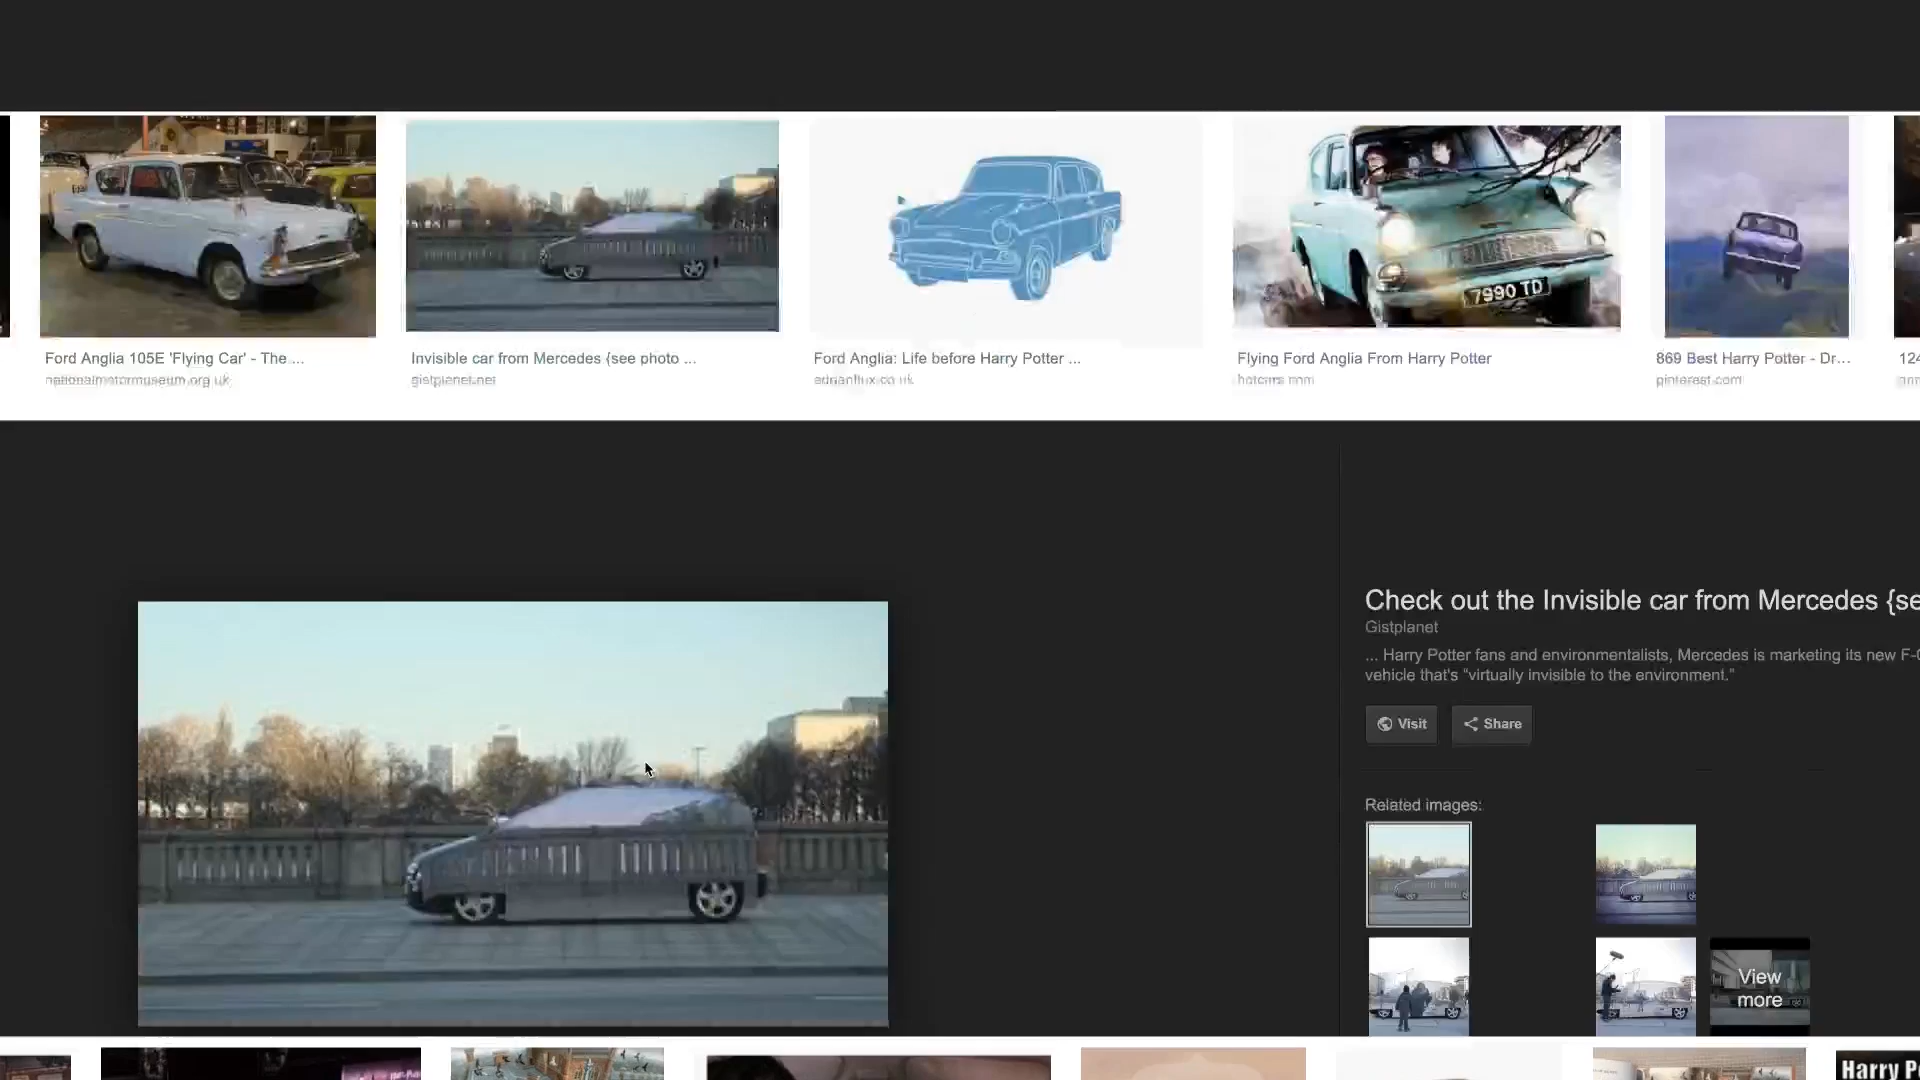 7990 TD
Ford Anglia 105E 'Flying Car' - The ...
Invisible car from Mercedes {see photo ...
Ford Anglia: Life before Harry Potter ...
Flying Ford Anglia From Harry Potter
869 Best Harry Potter - Dr...
124
nationalmotormuseum.org.uk
gistplanet.net
pinterest.com
Check out the Invisible car from Mercedes {se
Gistplanet
... Harry Potter fans and environmentalists, Mercedes is marketing its new F-C
vehicle that's “virtually invisible to the environment.”
Visit
Share
Related images:
View
more
Harry P